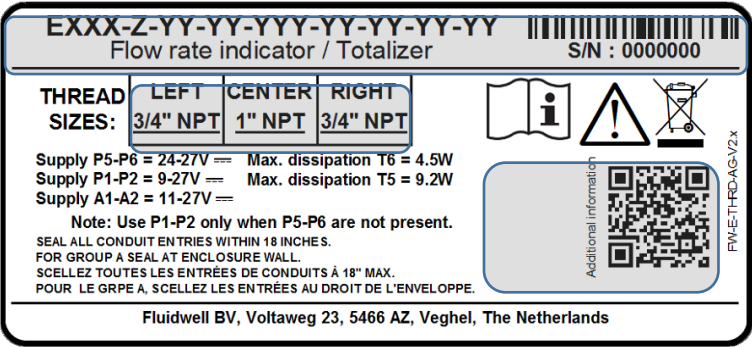 EXXX-Z-YY-YY-YYY-YY-YY-YY-YY
Flow rate indicator / Totalizer
S/N : 0000000
THREAD SIZES:
LEFT CENTER RIGHT
3/4" NPT 1" NPT 3/4" NPT
Supply P5-P6 = 24-27V ⎓ Max. dissipation T6 = 4.5W
Supply P1-P2 = 9-27V ⎓ Max. dissipation T5 = 9.2W
Supply A1-A2 = 11-27V ⎓
Note: Use P1-P2 only when P5-P6 are not present.
SEAL ALL CONDUIT ENTRIES WITHIN 18 INCHES.
FOR GROUP A SEAL AT ENCLOSURE WALL.
SCELLEZ TOUTES LES ENTRÉES DE CONDUITS À 18" MAX.
POUR LE GRPE A, SCELLEZ LES ENTRÉES AU DROIT DE L'ENVELOPPE.
Additional information
FW-E-THRD-AG-V2.x
Fluidwell BV, Voltaweg 23, 5466 AZ, Veghel, The Netherlands